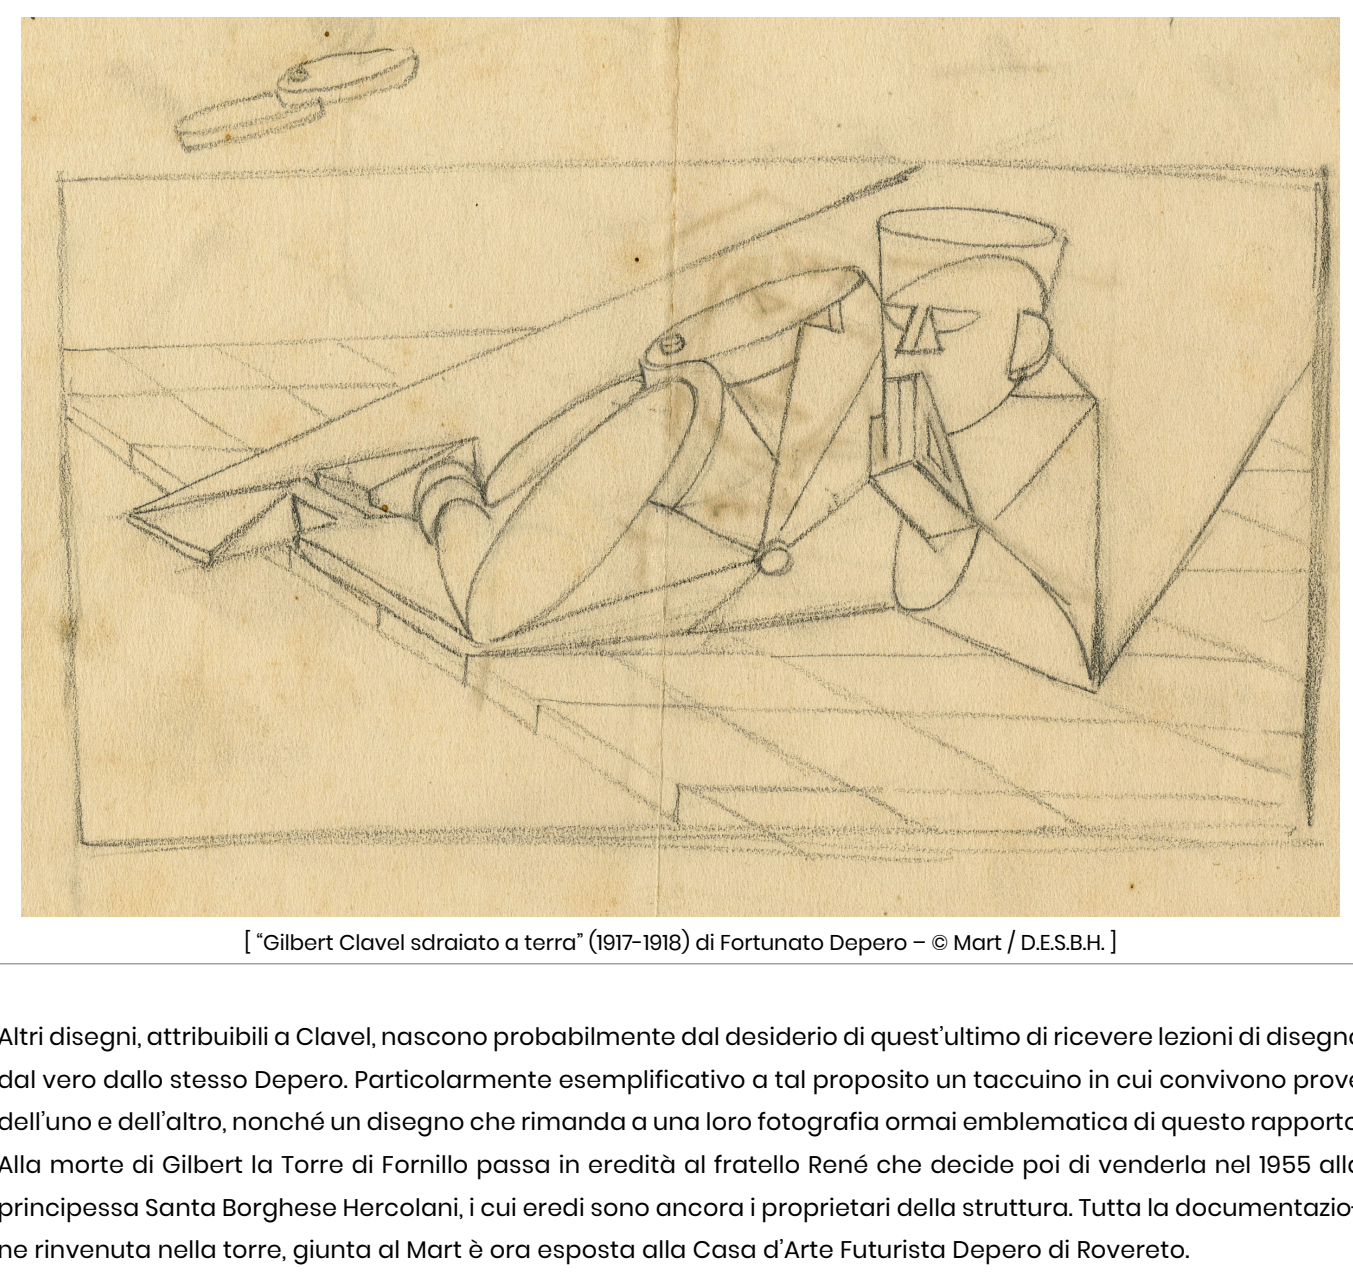 [ “Gilbert Clavel sdraiato a terra” (1917-1918) di Fortunato Depero – © Mart / D.E.S.B.H. ]
Altri disegni, attribuibili a Clavel, nascono probabilmente dal desiderio di quest’ultimo di ricevere lezioni di disegno
dal vero dallo stesso Depero. Particolarmente esemplificativo a tal proposito un taccuino in cui convivono prove
dell’uno e dell’altro, nonché un disegno che rimanda a una loro fotografia ormai emblematica di questo rapporto
Alla morte di Gilbert la Torre di Fornillo passa in eredità al fratello René che decide poi di venderla nel 1955 alla
principessa Santa Borghese Hercolani, i cui eredi sono ancora i proprietari della struttura. Tutta la documentazio-
ne rinvenuta nella torre, giunta al Mart è ora esposta alla Casa d’Arte Futurista Depero di Rovereto.